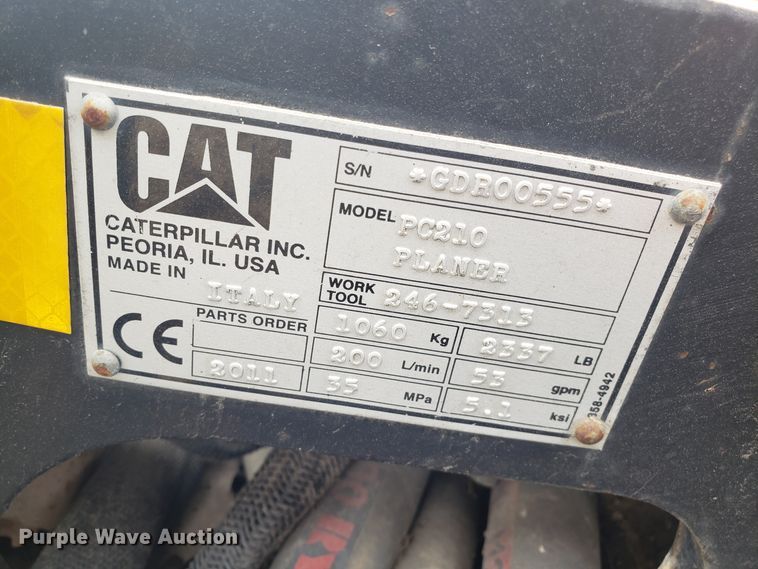 CAT
CATERPILLAR INC.
PEORIA, IL. USA
MADE IN ITALY
PARTS ORDER
CE
2011
S/N *GDR00555*
MODEL PC210
PLANER
WORK TOOL 246-7313
1060 Kg 2337 LB
200 L/min 53 gpm
35 MPa 5.1 ksi
358-4942
Purple Wave Auction